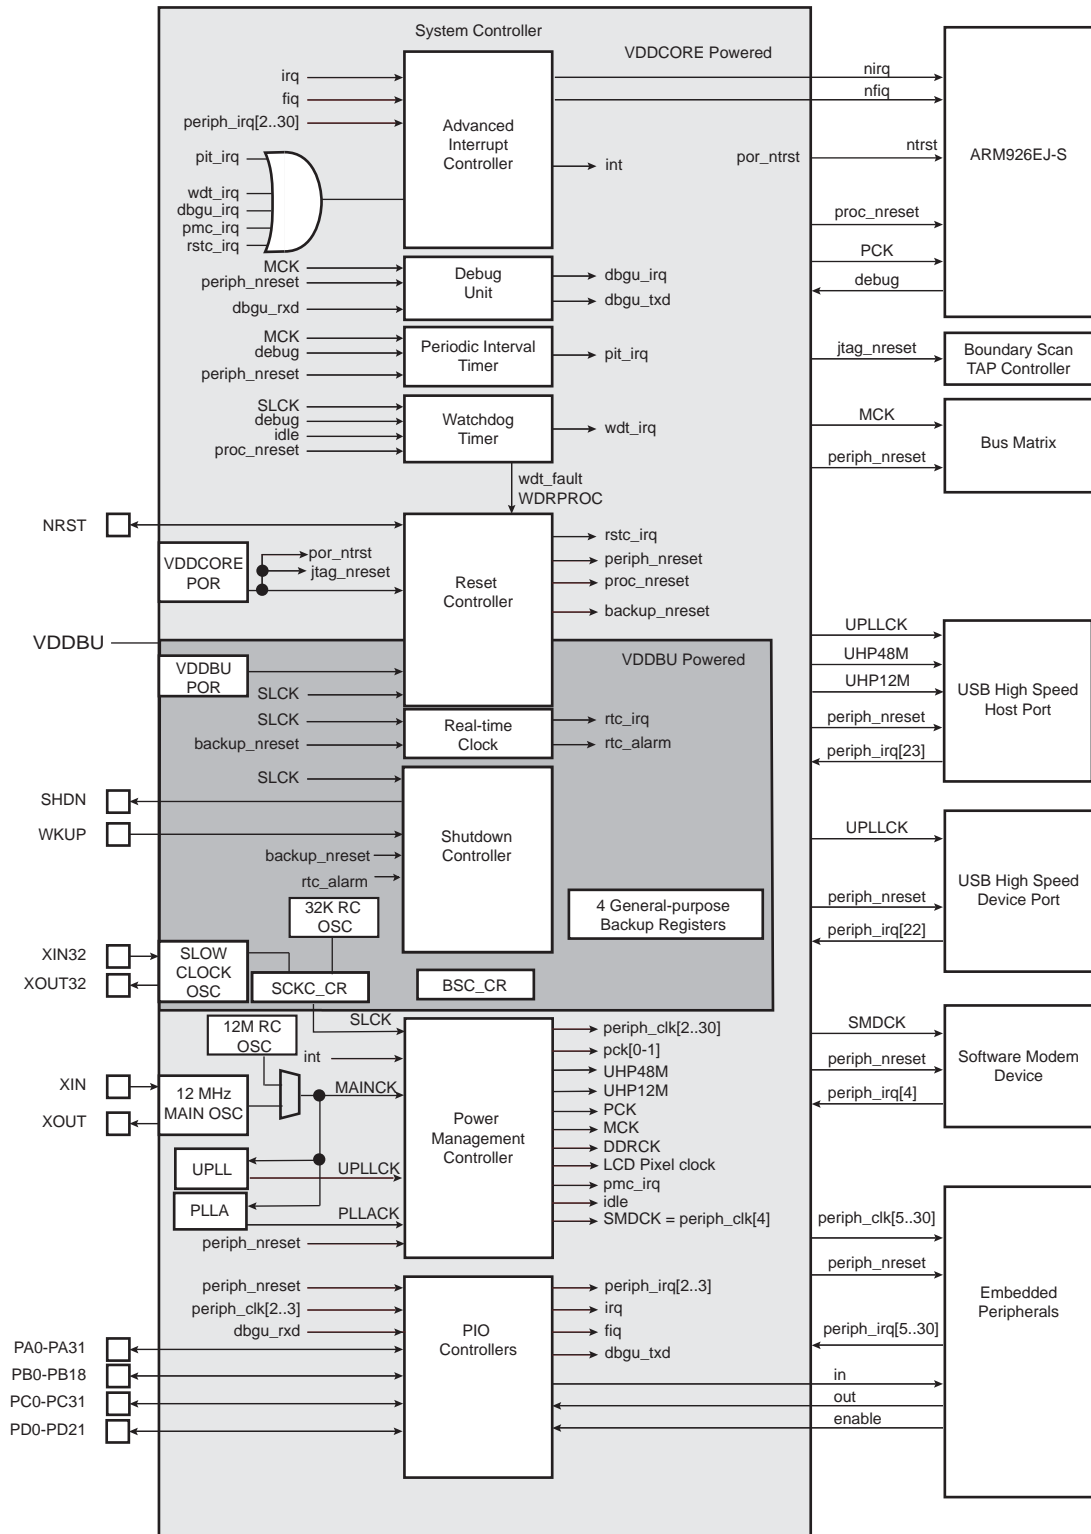 System Controller
VDDCORE Powered
irq
fiq
periph_irq[2..30]
pit_irq
wdt_irq
dbgu_irq
pmc_irq
rstc_irq
Advanced
Interrupt
Controller
int
nirq
nfiq
por_ntrst
ntrst
proc_nreset
PCK
debug
ARM926EJ-S
MCK
periph_nreset
dbgu_rxd
Debug
Unit
dbgu_irq
dbgu_txd
MCK
debug
periph_nreset
Periodic Interval
Timer
pit_irq
jtag_nreset
Boundary Scan
TAP Controller
SLCK
debug
idle
proc_nreset
Watchdog
Timer
wdt_irq
MCK
periph_nreset
Bus Matrix
wdt_fault
WDRPROC
NRST
VDDCORE
POR
por_ntrst
jtag_nreset
Reset
Controller
rstc_irq
periph_nreset
proc_nreset
backup_nreset
VDDBU
VDDBU Powered
VDDBU
POR
SLCK
UPLLCK
UHP48M
UHP12M
periph_nreset
periph_irq[23]
USB High Speed
Host Port
SLCK
backup_nreset
Real-time
Clock
rtc_irq
rtc_alarm
SLCK
SHDN
WKUP
backup_nreset
rtc_alarm
Shutdown
Controller
4 General-purpose
Backup Registers
UPLLCK
periph_nreset
periph_irq[22]
USB High Speed
Device Port
32K RC
OSC
XIN32
XOUT32
SLOW
CLOCK
OSC
SCKC_CR
BSC_CR
SLCK
12M RC
OSC
int
XIN
XOUT
12 MHz
MAIN OSC
MAINCK
UPLL
UPLLCK
PLLA
PLLACK
periph_nreset
Power
Management
Controller
periph_clk[2..30]
pck[0-1]
UHP48M
UHP12M
PCK
MCK
DDRCK
LCD Pixel clock
pmc_irq
idle
SMDCK = periph_clk[4]
SMDCK
periph_nreset
periph_irq[4]
Software Modem
Device
periph_nreset
periph_clk[2..3]
dbgu_rxd
PA0-PA31
PB0-PB18
PC0-PC31
PD0-PD21
PIO
Controllers
periph_irq[2..3]
irq
fiq
dbgu_txd
periph_clk[5..30]
periph_nreset
periph_irq[5..30]
in
out
enable
Embedded
Peripherals